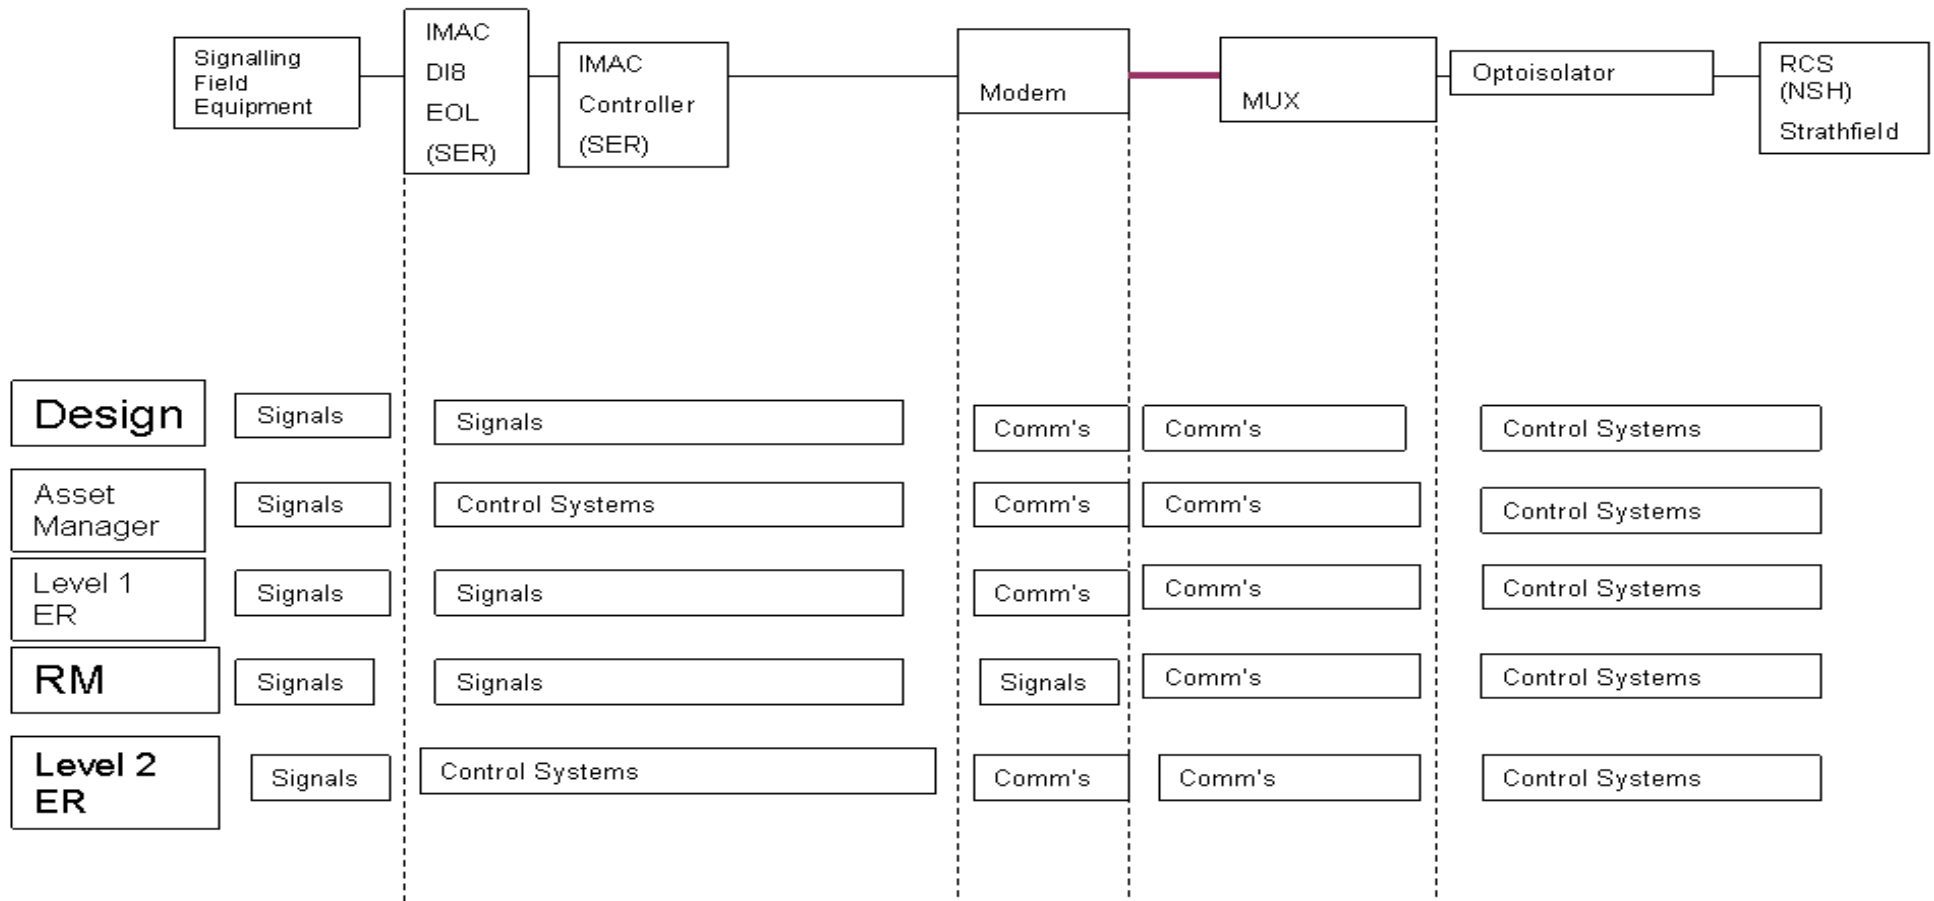 Signalling
Field
Equipment
IMAC
DI8
EOL
(SER)
IMAC
Controller
(SER)
Modem
MUX
Optoisolator
RCS
(NSH)
Strathfield
Design
Signals
Signals
Comm's
Comm's
Control Systems
Asset
Manager
Signals
Control Systems
Comm's
Comm's
Control Systems
Level 1
ER
Signals
Signals
Comm's
Comm's
Control Systems
RM
Signals
Signals
Signals
Comm's
Control Systems
Level 2
ER
Signals
Control Systems
Comm's
Comm's
Control Systems